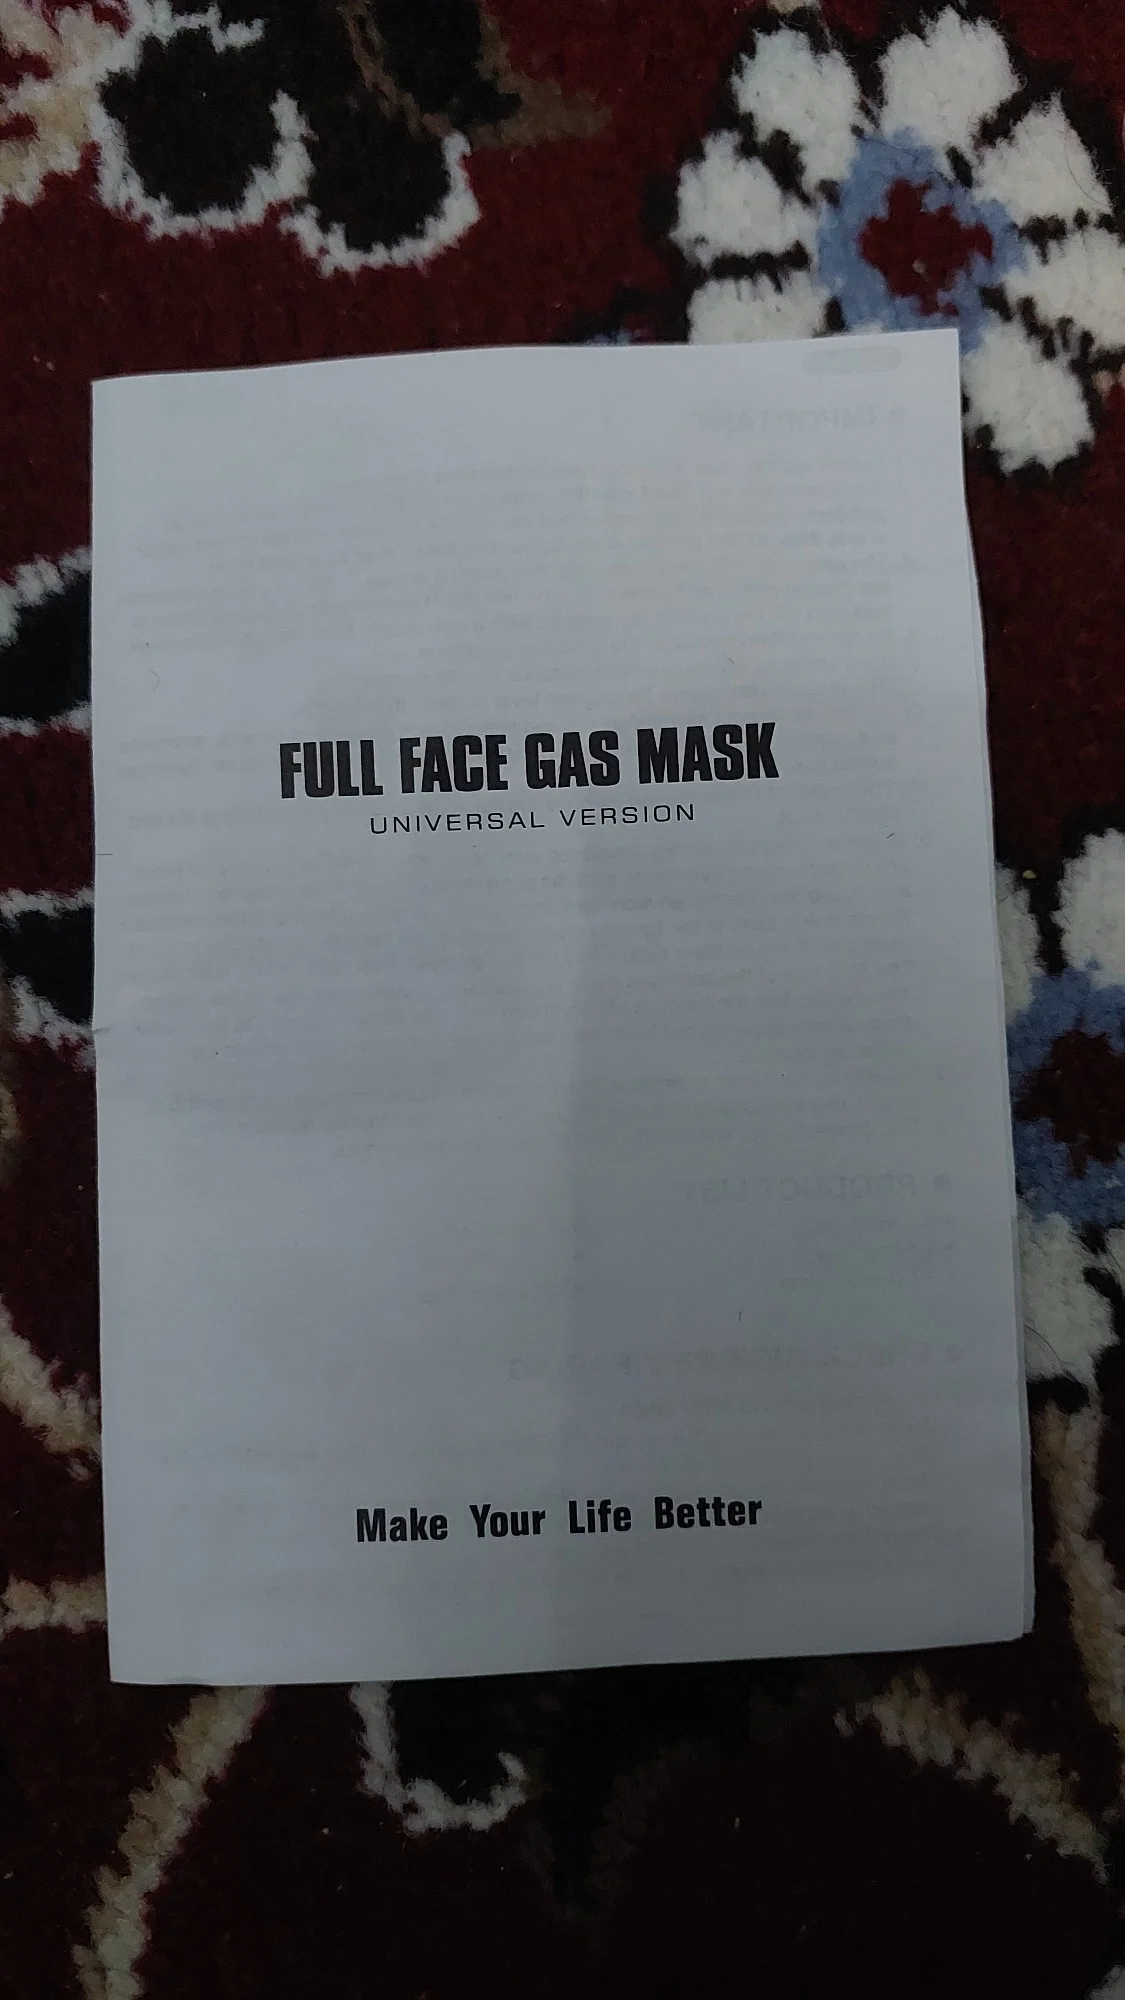 FULL FACE GAS MASK
UNIVERSAL VERSION
Make Your Life Better